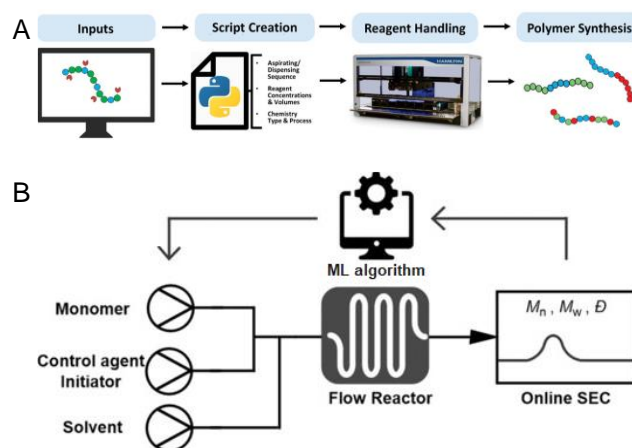 A
Inputs
Script Creation
Reagent Handling
Polymer Synthesis
• Aspirating/
Dispensing
Sequence
• Reagent
Concentrations
& Volumes
• Chemistry
Type & Process
HAMILTON
B
ML algorithm
Monomer
Control agent
Initiator
Solvent
Flow Reactor
Mn , Mw , Đ
Online SEC